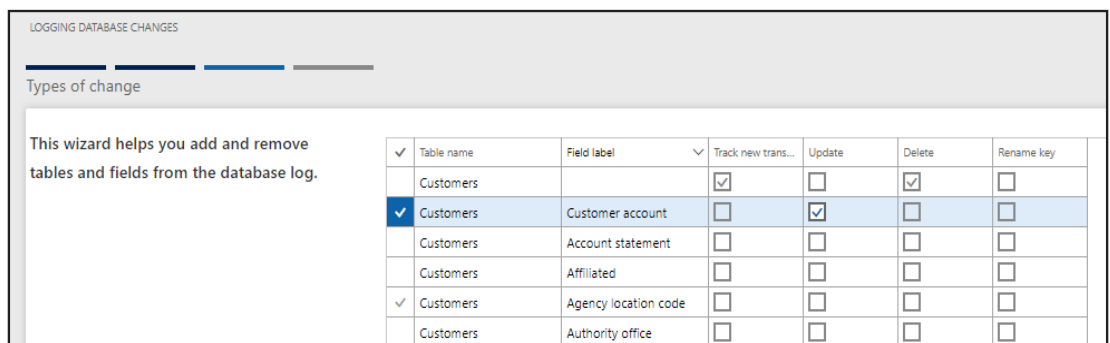 LOGGING DATABASE CHANGES
Types of change
This wizard helps you add and remove
tables and fields from the database log.
Table name Field label Track new trans... Update Delete Rename key
Customers
Customers Customer account
Customers Account statement
Customers Affiliated
Customers Agency location code
Customers Authority office